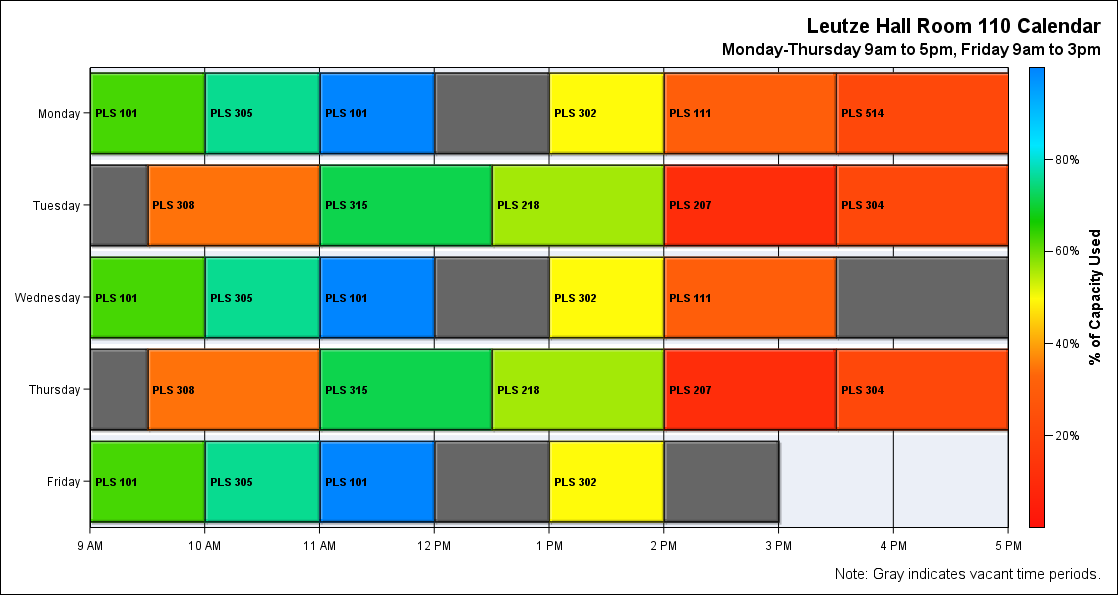 Leutze Hall Room 110 Calendar
Monday-Thursday 9am to 5pm, Friday 9am to 3pm
Monday
PLS 101
PLS 305
PLS 101
PLS 302
PLS 111
PLS 514
Tuesday
PLS 308
PLS 315
PLS 218
PLS 207
PLS 304
Wednesday
PLS 101
PLS 305
PLS 101
PLS 302
PLS 111
Thursday
PLS 308
PLS 315
PLS 218
PLS 207
PLS 304
Friday
PLS 101
PLS 305
PLS 101
PLS 302
9 AM
10 AM
11 AM
12 PM
1 PM
2 PM
3 PM
4 PM
5 PM
80%
60%
40%
20%
% of Capacity Used
Note: Gray indicates vacant time periods.